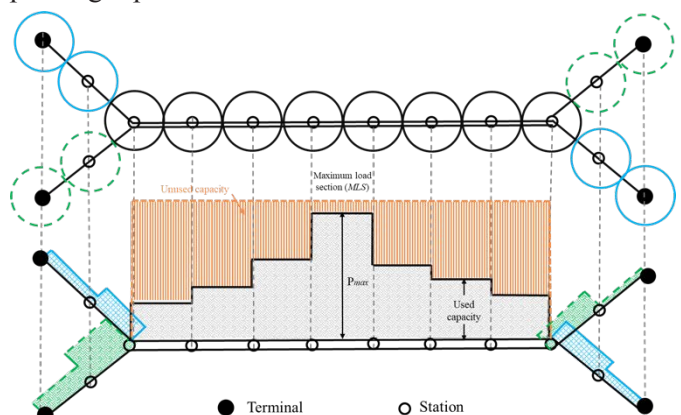 Maximum load
section (MLS)
Unused capacity
Pmax
Used
capacity
Terminal
Station